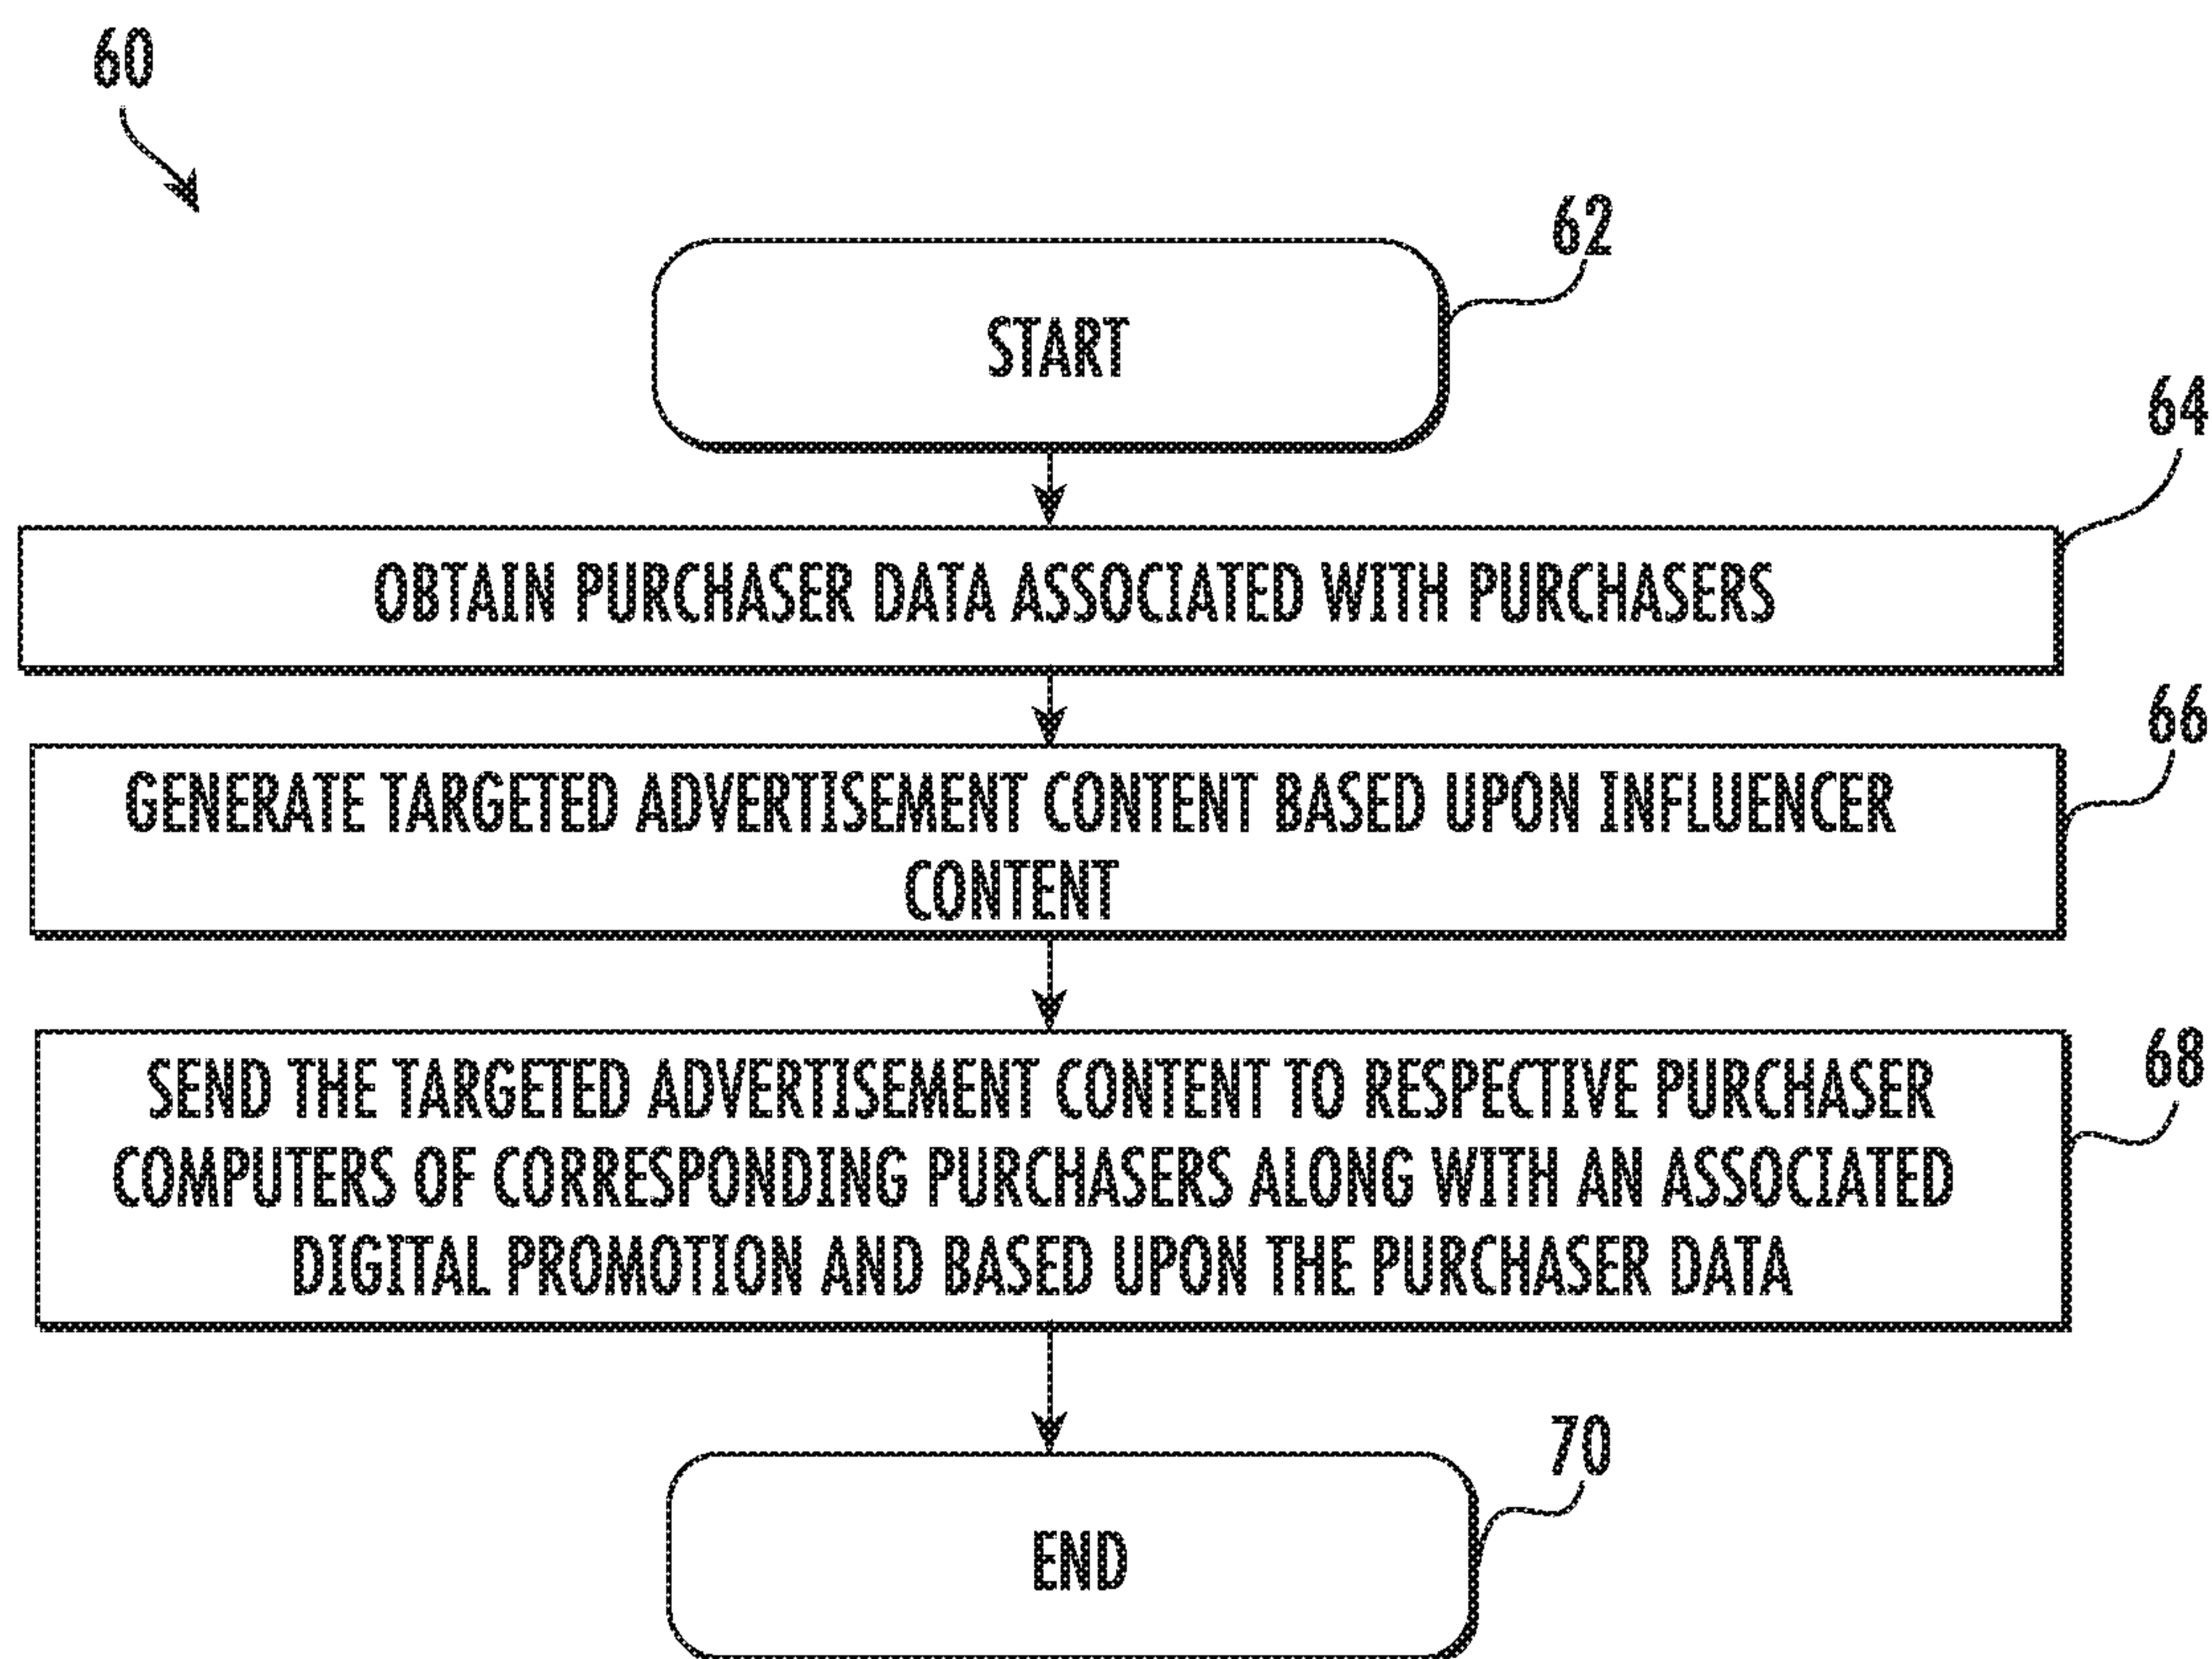 60
62
START
64
OBTAIN PURCHASER DATA ASSOCIATED WITH PURCHASERS
66
GENERATE TARGETED ADVERTISEMENT CONTENT BASED UPON INFLUENCER
CONTENT
68
SEND THE TARGETED ADVERTISEMENT CONTENT TO RESPECTIVE PURCHASER
COMPUTERS OF CORRESPONDING PURCHASERS ALONG WITH AN ASSOCIATED
DIGITAL PROMOTION AND BASED UPON THE PURCHASER DATA
70
END